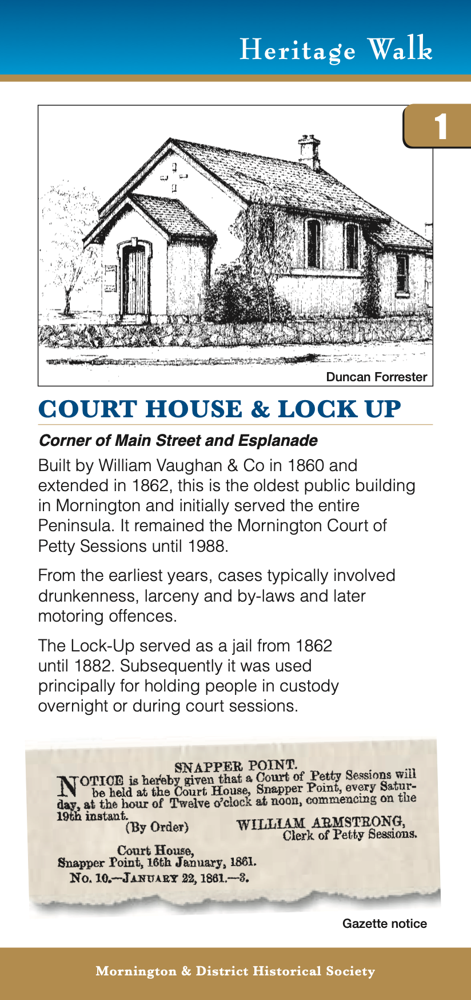 Heritage Walk
1
Duncan Forrester
COURT HOUSE & LOCK UP
Corner of Main Street and Esplanade
Built by William Vaughan & Co in 1860 and
extended in 1862, this is the oldest public building
in Mornington and initially served the entire
Peninsula. It remained the Mornington Court of
Petty Sessions until 1988.
From the earliest years, cases typically involved
drunkenness, larceny and by-laws and later
motoring offences.
The Lock-Up served as a jail from 1862
until 1882. Subsequently it was used
principally for holding people in custody
overnight or during court sessions.
SNAPPER POINT.
NOTICE is hereby given that a Court of Petty Sessions will
be held at the Court House, Snapper Point, every Satur-
day, at the hour of Twelve o'clock at noon, commencing on the
19th instant.
(By Order) WILLIAM ARMSTRONG,
Clerk of Petty Sessions.
Court House,
Snapper Point, 16th January, 1861.
No. 10.—JANUARY 22, 1861.—3.
Gazette notice
Mornington & District Historical Society